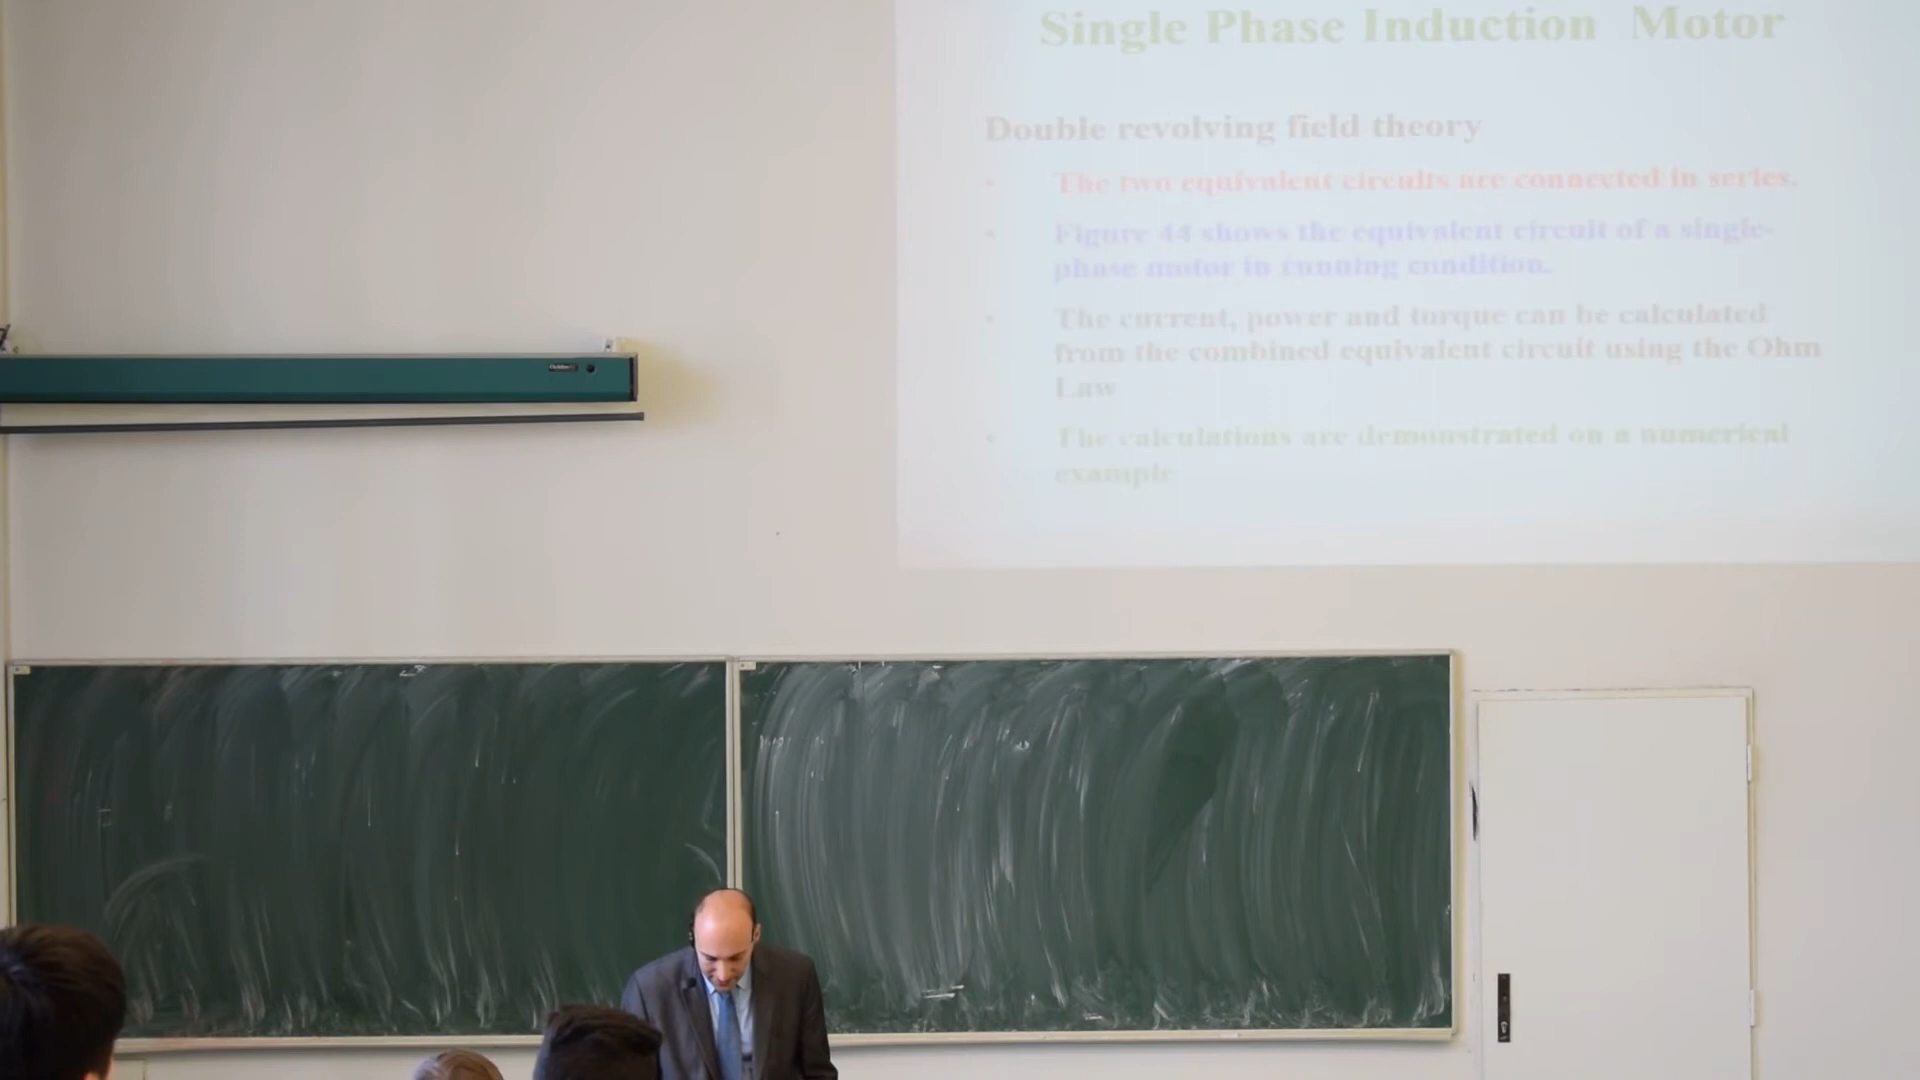 Single Phase Induction Motor
Double revolving field theory
• The two equivalent circuits are connected in series.
• Figure 44 shows the equivalent circuit of a single-
phase motor in running condition.
• The current, power and torque can be calculated
from the combined equivalent circuit using the Ohm
Law
• The calculations are demonstrated on a numerical
example